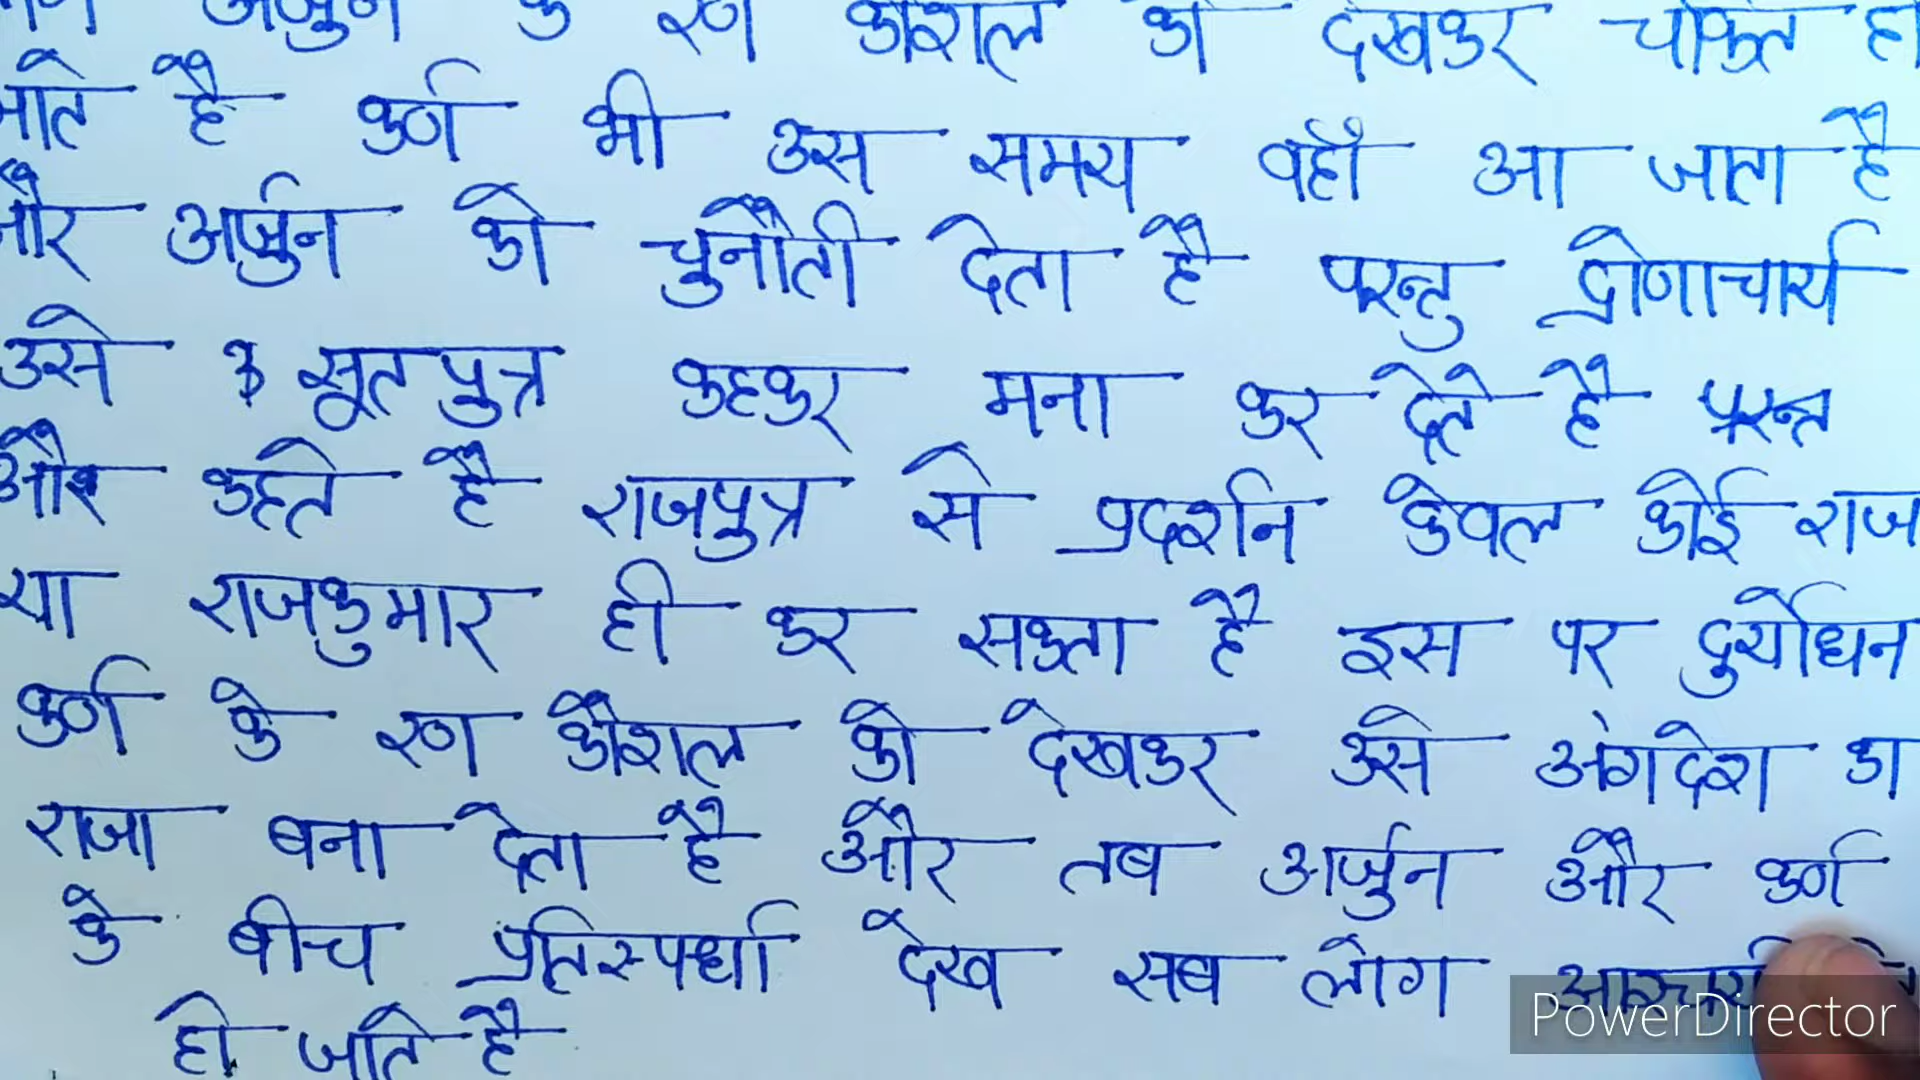 अर्जुन के रण कौशल को देखकर चकित हो
जाते है कर्ण भी उस समय वहाँ आ जाता है
और अर्जुन को चुनौती देता है परन्तु द्रोणाचार्य
उसे सूतपुत्र कहकर मना कर देते है परन्तु
और कहते है राजपुत्र से प्रदर्शन केवल कोई राज
या राजकुमार ही कर सकता है इस पर दुर्योधन
कर्ण के रण कौशल को देखकर उसे अंगदेश का
राजा बना देता है और तब अर्जुन और कर्ण
के बीच प्रतिस्पर्धा देख सब लोग
हो जाते है
PowerDirector